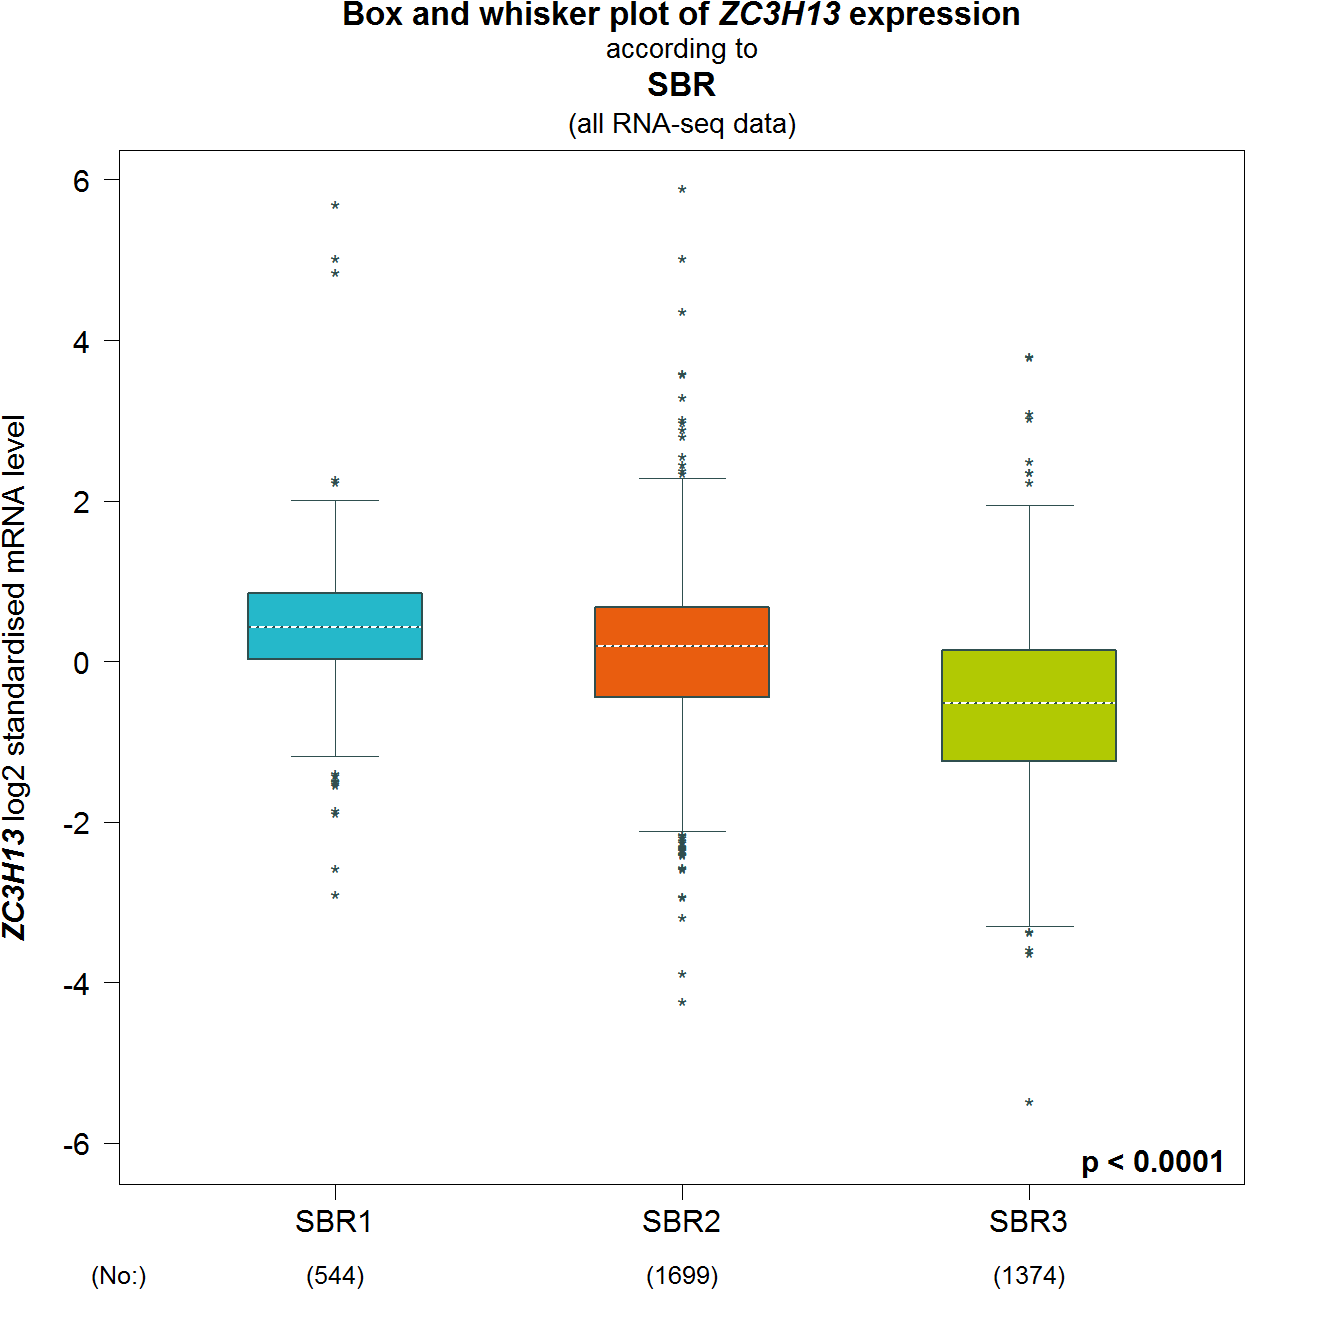 Box and whisker plot of ZC3H13 expression
according to
SBR
(all RNA-seq data)
ZC3H13 log2 standardised mRNA level
6
4
2
0
-2
-4
-6
p < 0.0001
SBR1 SBR2 SBR3
(No:) (544) (1699) (1374)